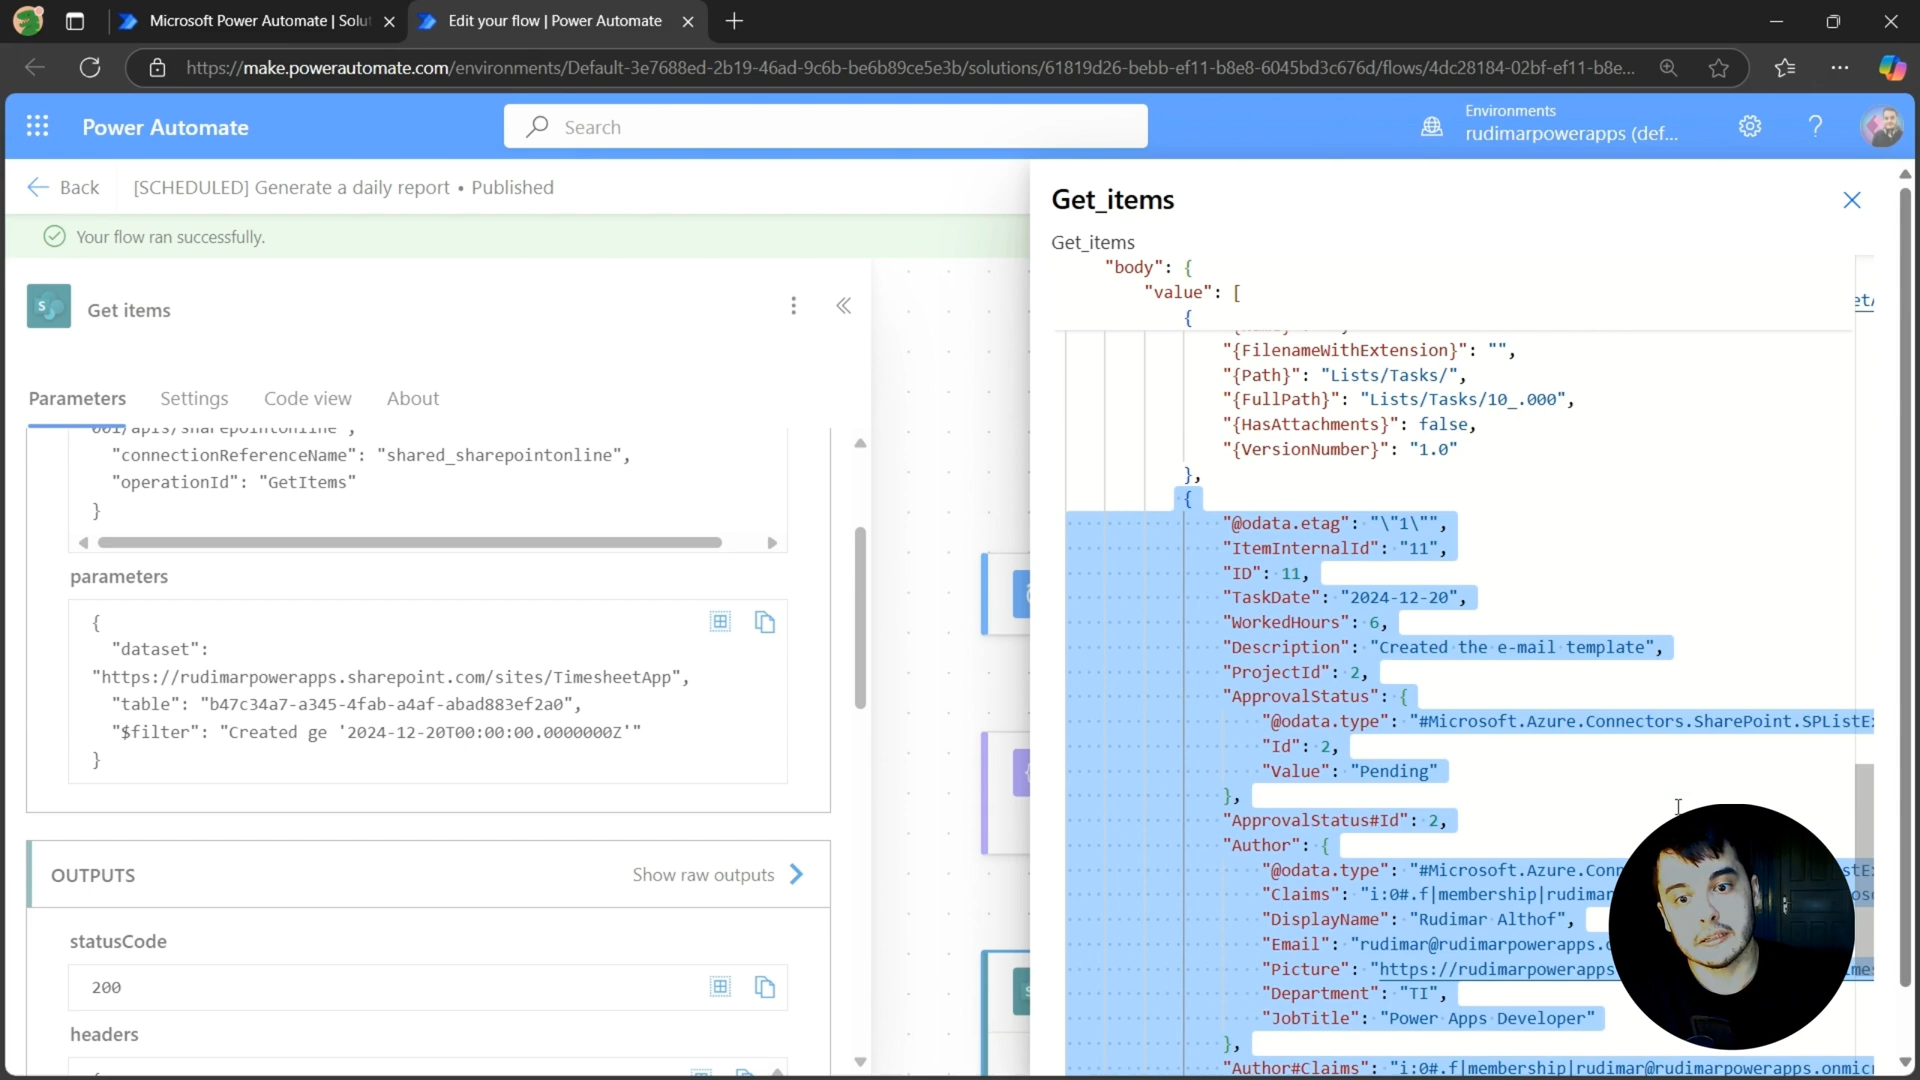 Microsoft Power Automate | Solut
Edit your flow | Power Automate
https://make.powerautomate.com/environments/Default-3e7688ed-2b19-46ad-9c6b-be6b89ce5e3b/solutions/61819d26-bebb-ef11-b8e8-6045bd3c676d/flows/4dc28184-02bf-ef11-b8e...
Power Automate
Search
Environments
rudimarpowerapps (def...
Back
[SCHEDULED] Generate a daily report • Published
Your flow ran successfully.
Get items
Parameters
Settings
Code view
About
001/apis/sharepointonline",
"connectionReferenceName": "shared_sharepointonline",
"operationId": "GetItems"
}
parameters
{
"dataset":
"https://rudimarpowerapps.sharepoint.com/sites/TimesheetApp",
"table": "b47c34a7-a345-4fab-a4af-abad883ef2a0",
"$filter": "Created ge '2024-12-20T00:00:00.0000000Z'"
}
OUTPUTS
Show raw outputs
statusCode
200
headers
Get_items
Get_items
"body": {
"value": [
{
"{FilenameWithExtension}": "",
"{Path}": "Lists/Tasks/",
"{FullPath}": "Lists/Tasks/10_.000",
"{HasAttachments}": false,
"{VersionNumber}": "1.0"
},
{
"@odata.etag": "\"1\"",
"ItemInternalId": "11",
"ID": 11,
"TaskDate": "2024-12-20",
"WorkedHours": 6,
"Description": "Created the e-mail template",
"ProjectId": 2,
"ApprovalStatus": {
"@odata.type": "#Microsoft.Azure.Connectors.SharePoint.SPListEx
"Id": 2,
"Value": "Pending"
},
"ApprovalStatus#Id": 2,
"Author": {
"@odata.type": "#Microsoft.Azure.Conn
"Claims": "i:0#.f|membership|rudimar
"DisplayName": "Rudimar Althof",
"Email": "rudimar@rudimarpowerapps.o
"Picture": "https://rudimarpowerapps
"Department": "TI",
"JobTitle": "Power Apps Developer"
},
"Author#Claims": "i:0#.f|membership|rudimar@rudimarpowerapps.onmicr